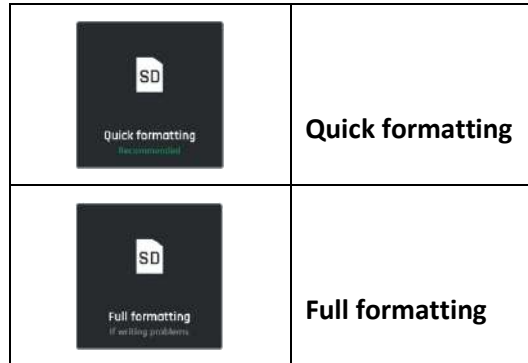 SD
Quick formatting
Recommended
Quick formatting
SD
Full formatting
If writing problems
Full formatting